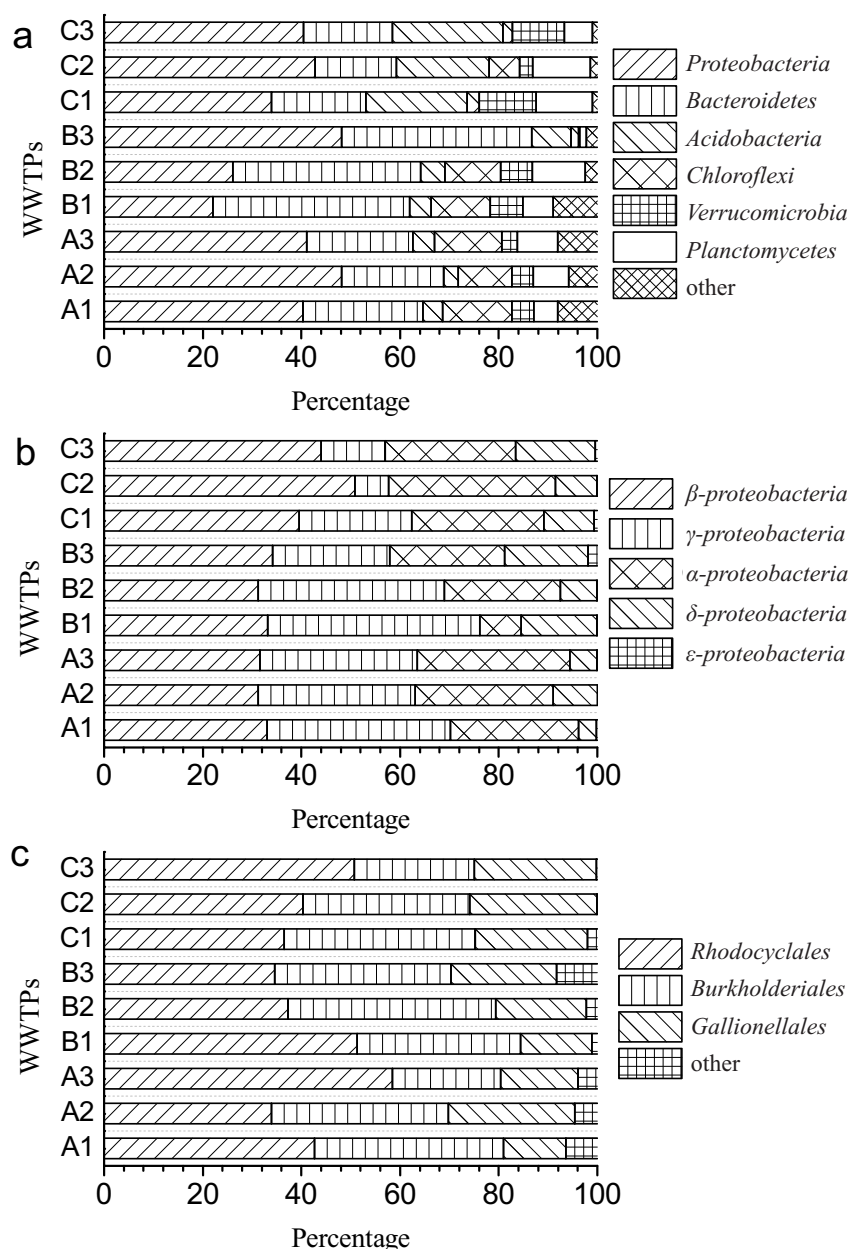 a
WWTPs
C3
C2
C1
B3
B2
B1
A3
A2
A1
0 20 40 60 80 100
Percentage
Proteobacteria
Bacteroidetes
Acidobacteria
Chloroflexi
Verrucomicrobia
Planctomycetes
other
b
WWTPs
C3
C2
C1
B3
B2
B1
A3
A2
A1
0 20 40 60 80 100
Percentage
β-proteobacteria
γ-proteobacteria
α-proteobacteria
δ-proteobacteria
ε-proteobacteria
c
WWTPs
C3
C2
C1
B3
B2
B1
A3
A2
A1
0 20 40 60 80 100
Percentage
Rhodocyclales
Burkholderiales
Gallionellales
other